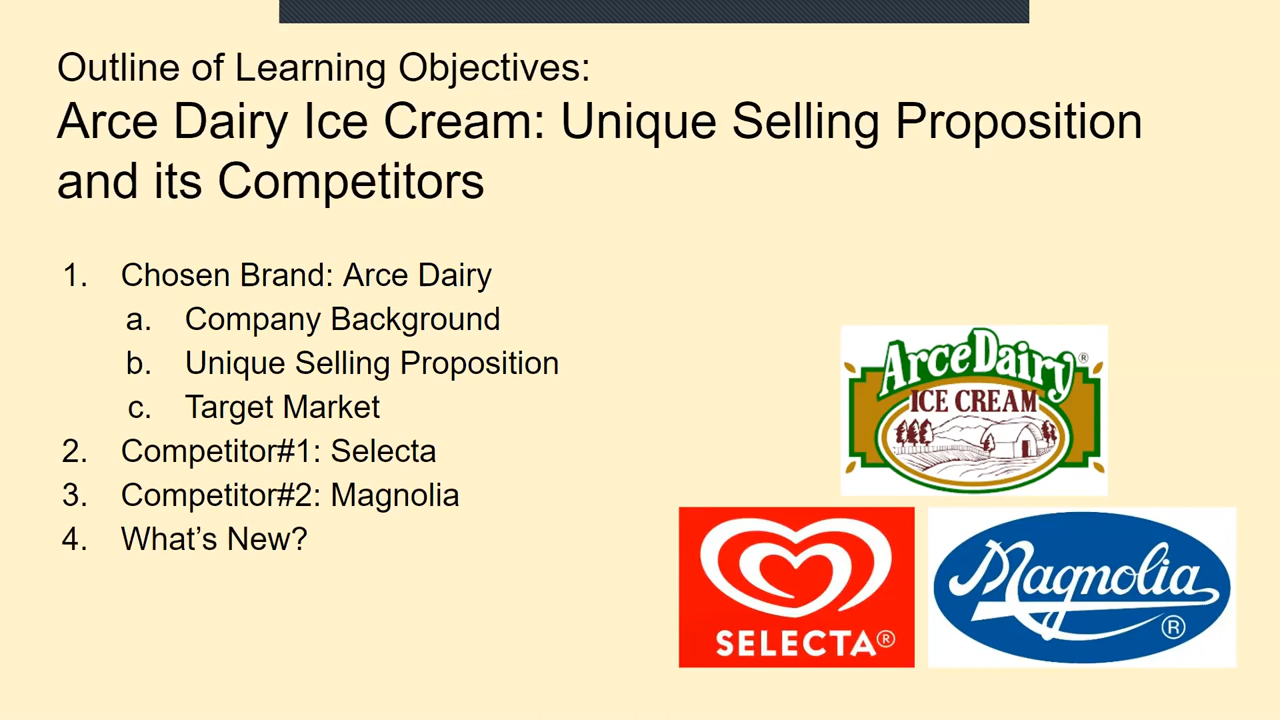 Outline of Learning Objectives:
Arce Dairy Ice Cream: Unique Selling Proposition
and its Competitors
1. Chosen Brand: Arce Dairy
a. Company Background
b. Unique Selling Proposition
c. Target Market
2. Competitor#1: Selecta
3. Competitor#2: Magnolia
4. What’s New?
ArceDairy®
ICE CREAM
SELECTA®
Magnolia
®